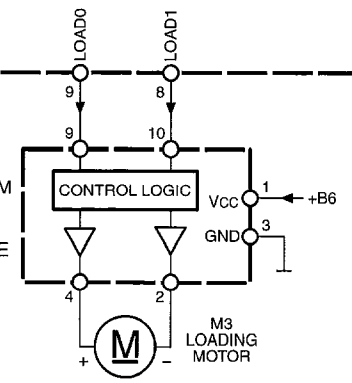 LOAD0
LOAD1
9
8
9
10
M
CONTROL LOGIC
VCC
1
+B6
GND
3
E
4
2
M
+
–
M3
LOADING
MOTOR